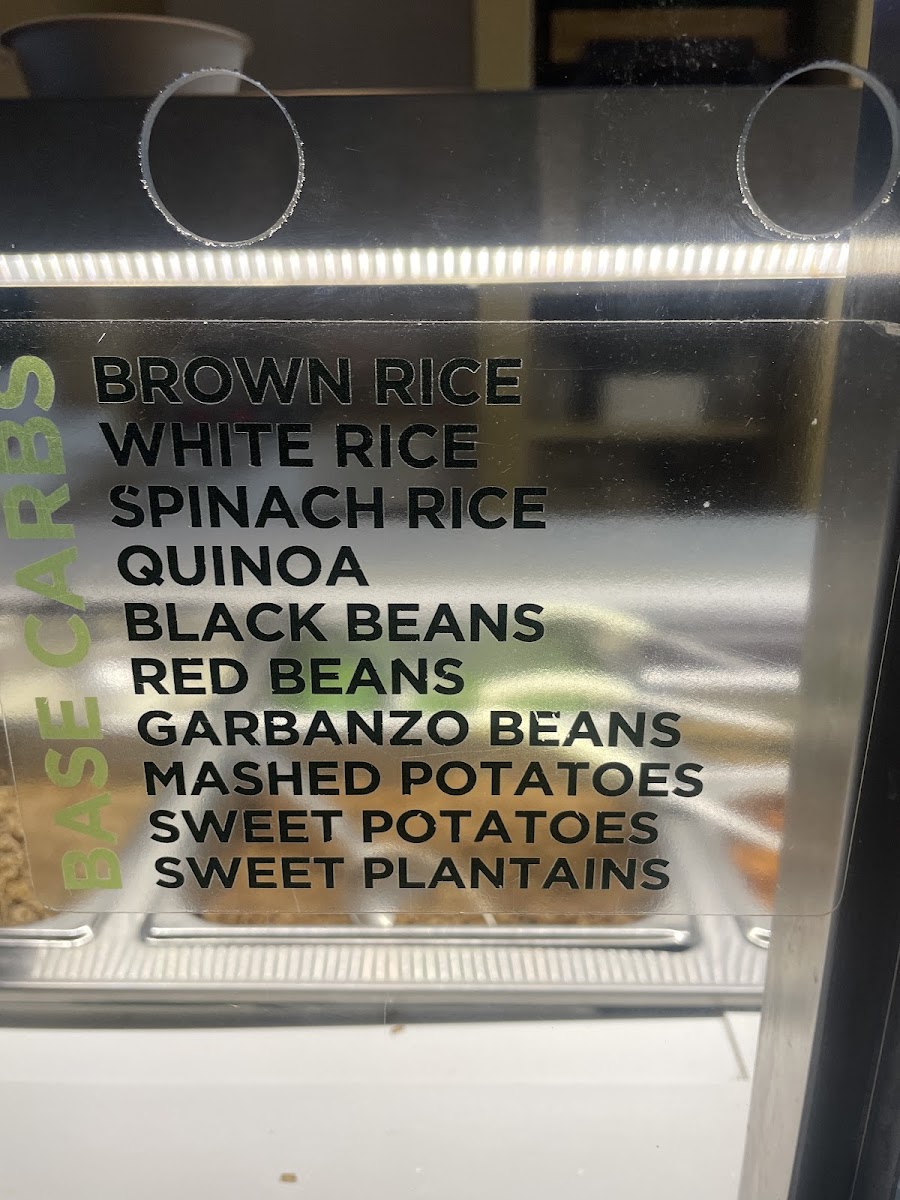 BASE CARBS
BROWN RICE
WHITE RICE
SPINACH RICE
QUINOA
BLACK BEANS
RED BEANS
GARBANZO BEANS
MASHED POTATOES
SWEET POTATOES
SWEET PLANTAINS